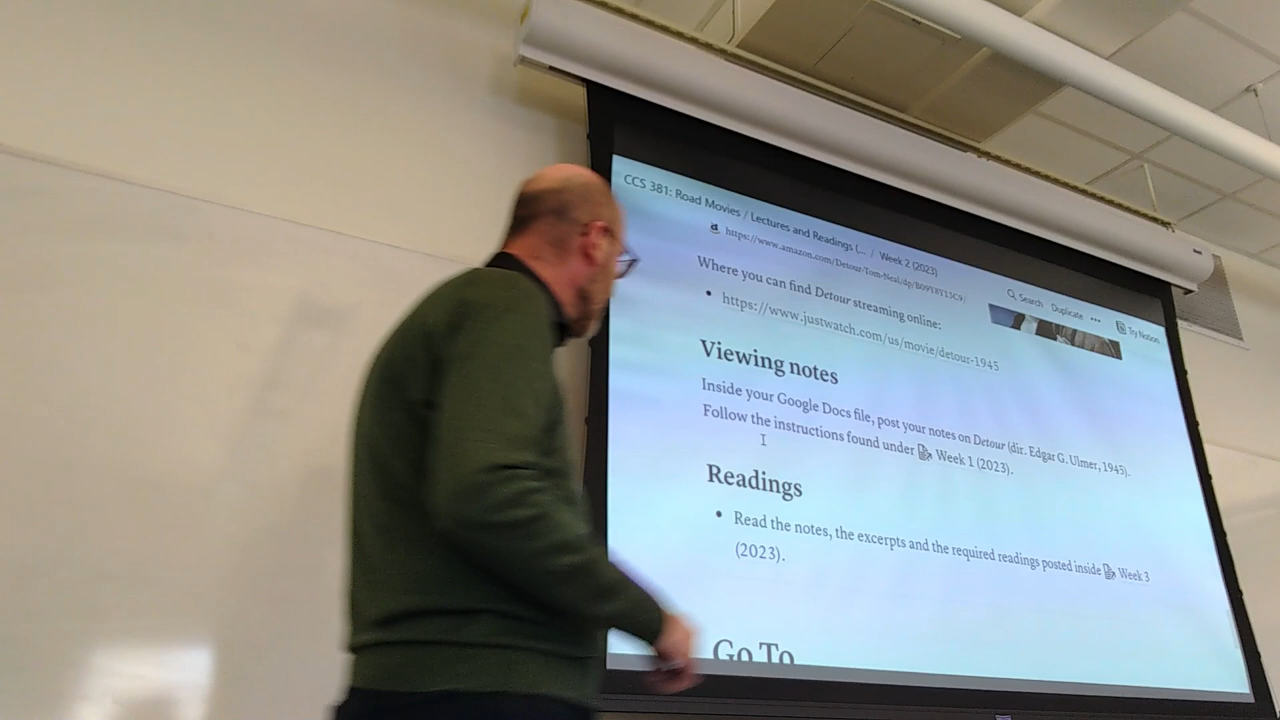 CCS 381: Road Movies / Lectures and Readings (... / Week 2 (2023)
Search Duplicate ••• Try Notion
a https://www.amazon.com/Detour/Tom-Neal/dp/B09Y8Y13C9/
Where you can find Detour streaming online:
• https://www.justwatch.com/us/movie/detour-1945
Viewing notes
Inside your Google Docs file, post your notes on Detour (dir. Edgar G. Ulmer, 1945).
Follow the instructions found under Week 1 (2023).
Readings
• Read the notes, the excerpts and the required readings posted inside Week 3
(2023).
Go To